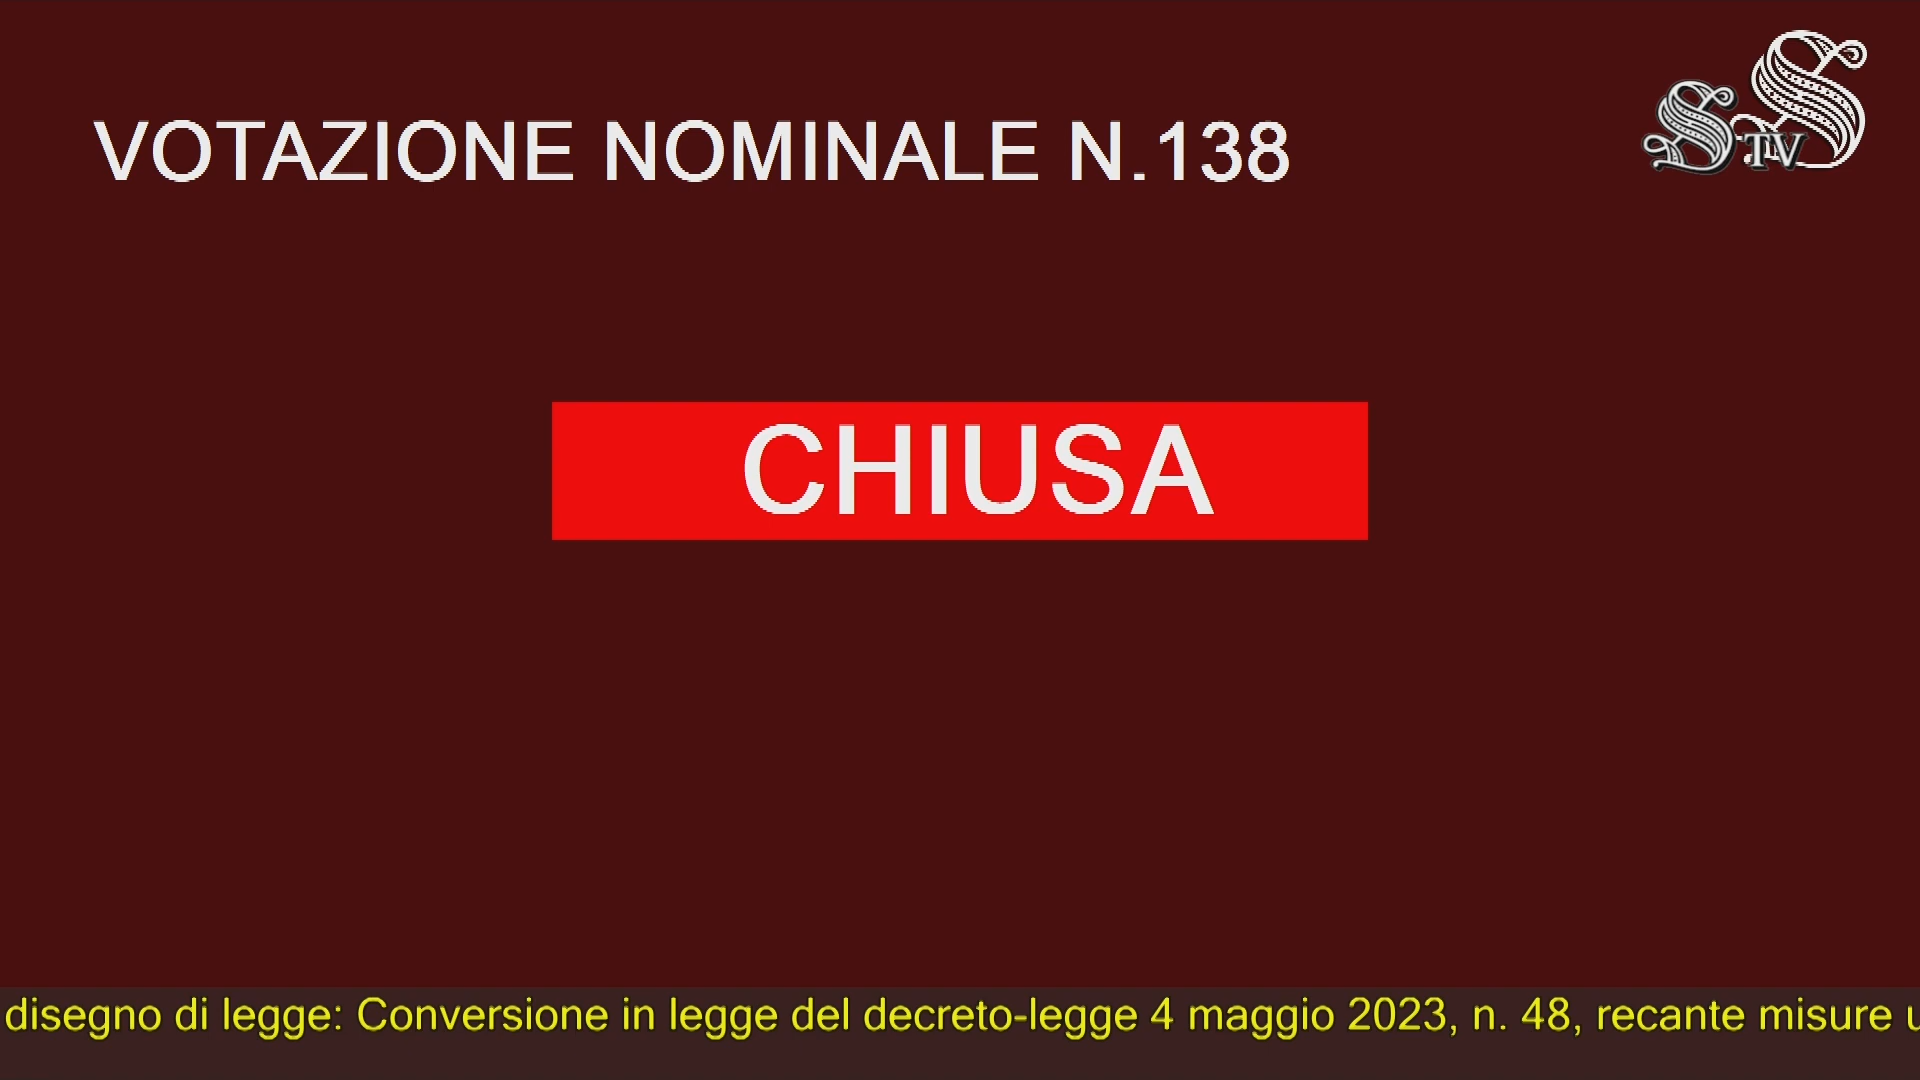 VOTAZIONE NOMINALE N.138
S
S
TV
CHIUSA
disegno di legge: Conversione in legge del decreto-legge 4 maggio 2023, n. 48, recante misure